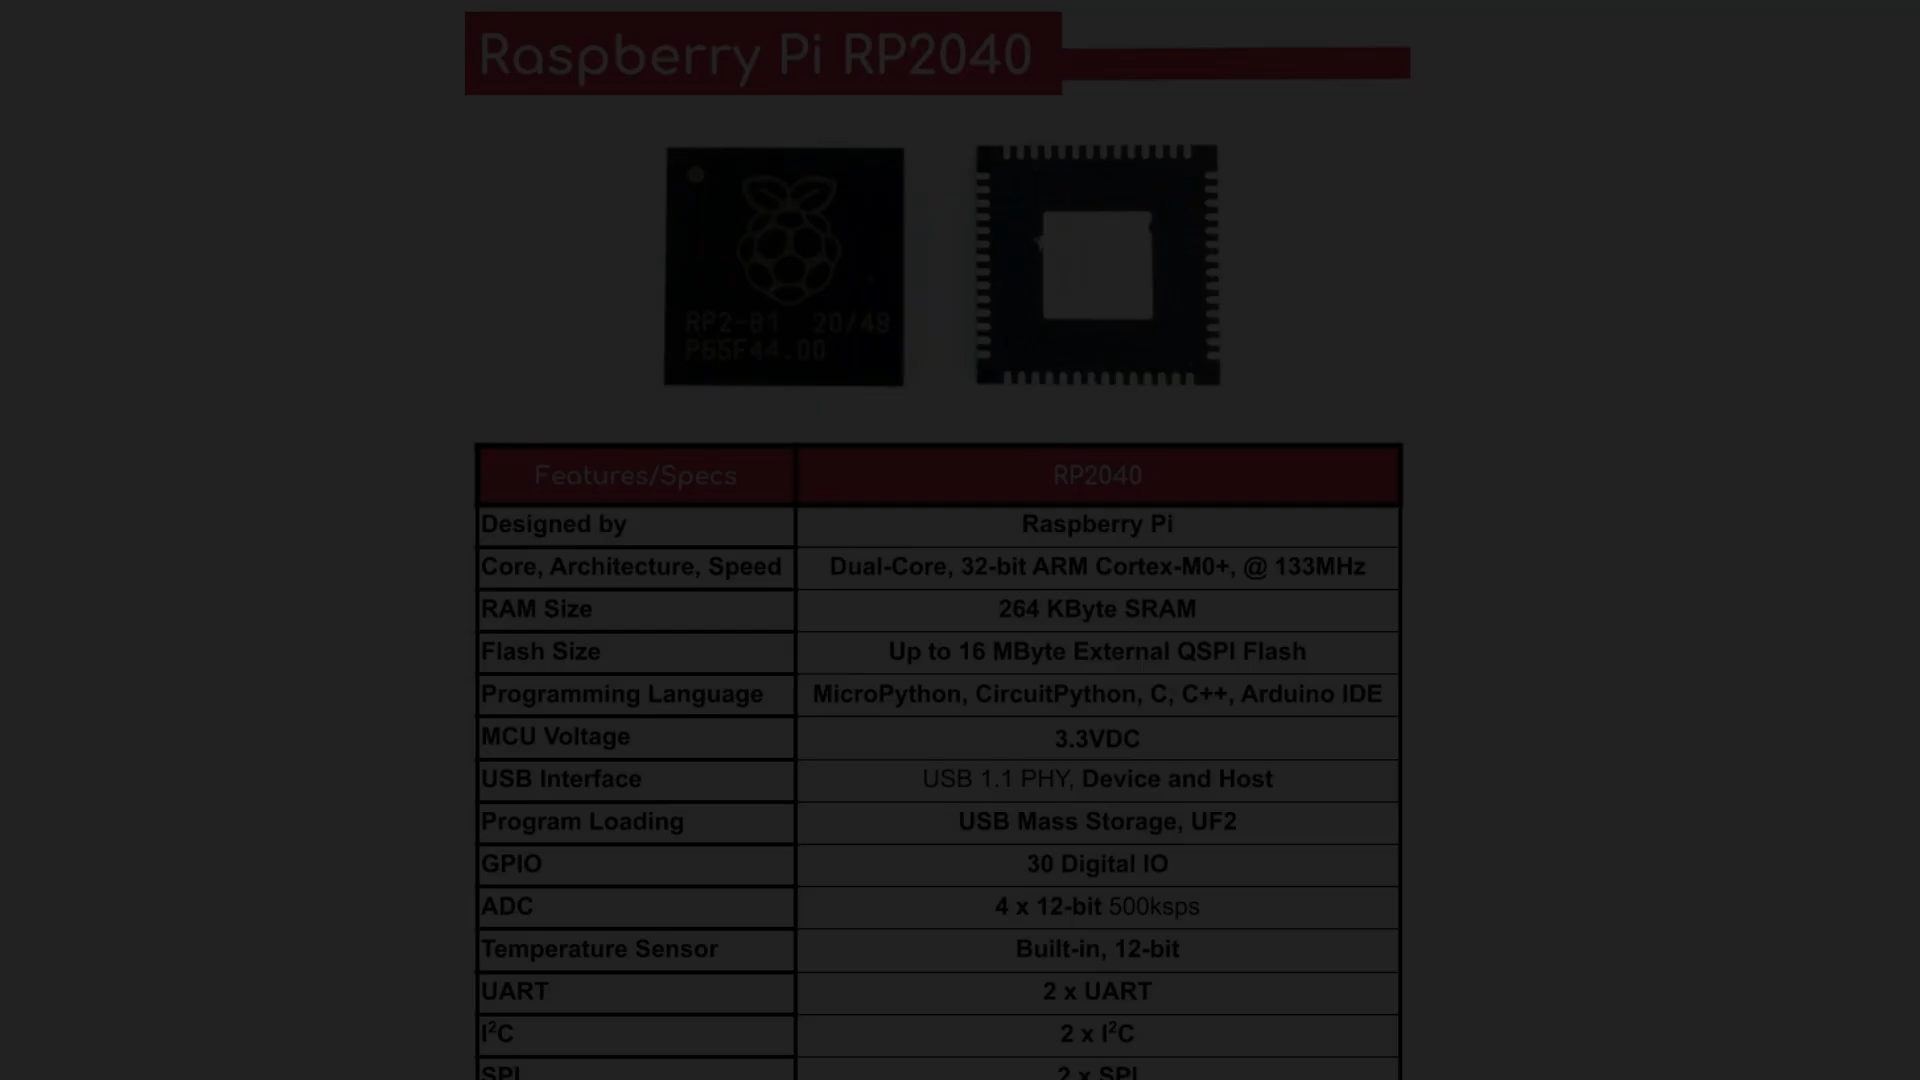 Raspberry Pi RP2040
RP2-B1 20/48
P65F44.00
Features/Specs RP2040
Designed by Raspberry Pi
Core, Architecture, Speed Dual-Core, 32-bit ARM Cortex-M0+, @ 133MHz
RAM Size 264 KByte SRAM
Flash Size Up to 16 MByte External QSPI Flash
Programming Language MicroPython, CircuitPython, C, C++, Arduino IDE
MCU Voltage 3.3VDC
USB Interface USB 1.1 PHY, Device and Host
Program Loading USB Mass Storage, UF2
GPIO 30 Digital IO
ADC 4 x 12-bit 500ksps
Temperature Sensor Built-in, 12-bit
UART 2 x UART
I²C 2 x I²C
SPI 2 x SPI